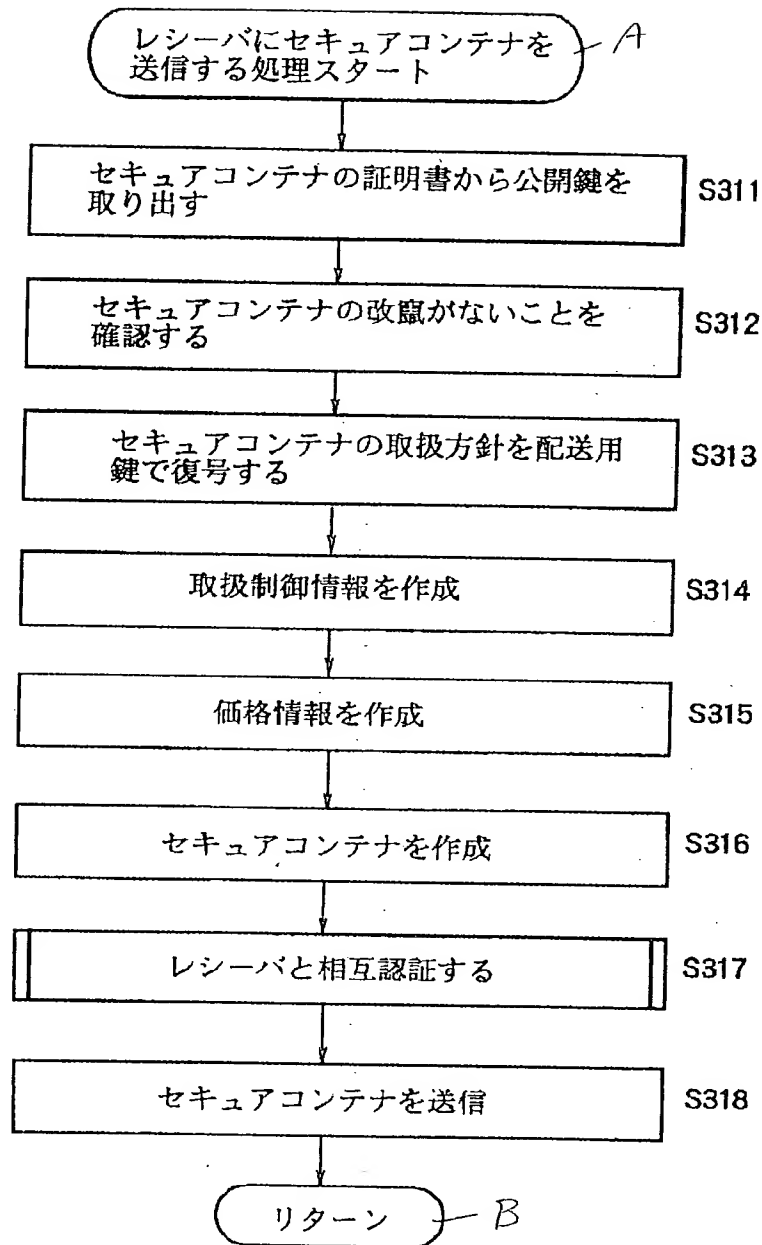 レシーバにセキュアコンテナを
送信する処理スタート
A
セキュアコンテナの証明書から公開鍵を
取り出す
S311
セキュアコンテナの改竄がないことを
確認する
S312
セキュアコンテナの取扱方針を配送用
鍵で復号する
S313
取扱制御情報を作成
S314
価格情報を作成
S315
セキュアコンテナを作成
S316
レシーバと相互認証する
S317
セキュアコンテナを送信
S318
リターン
B